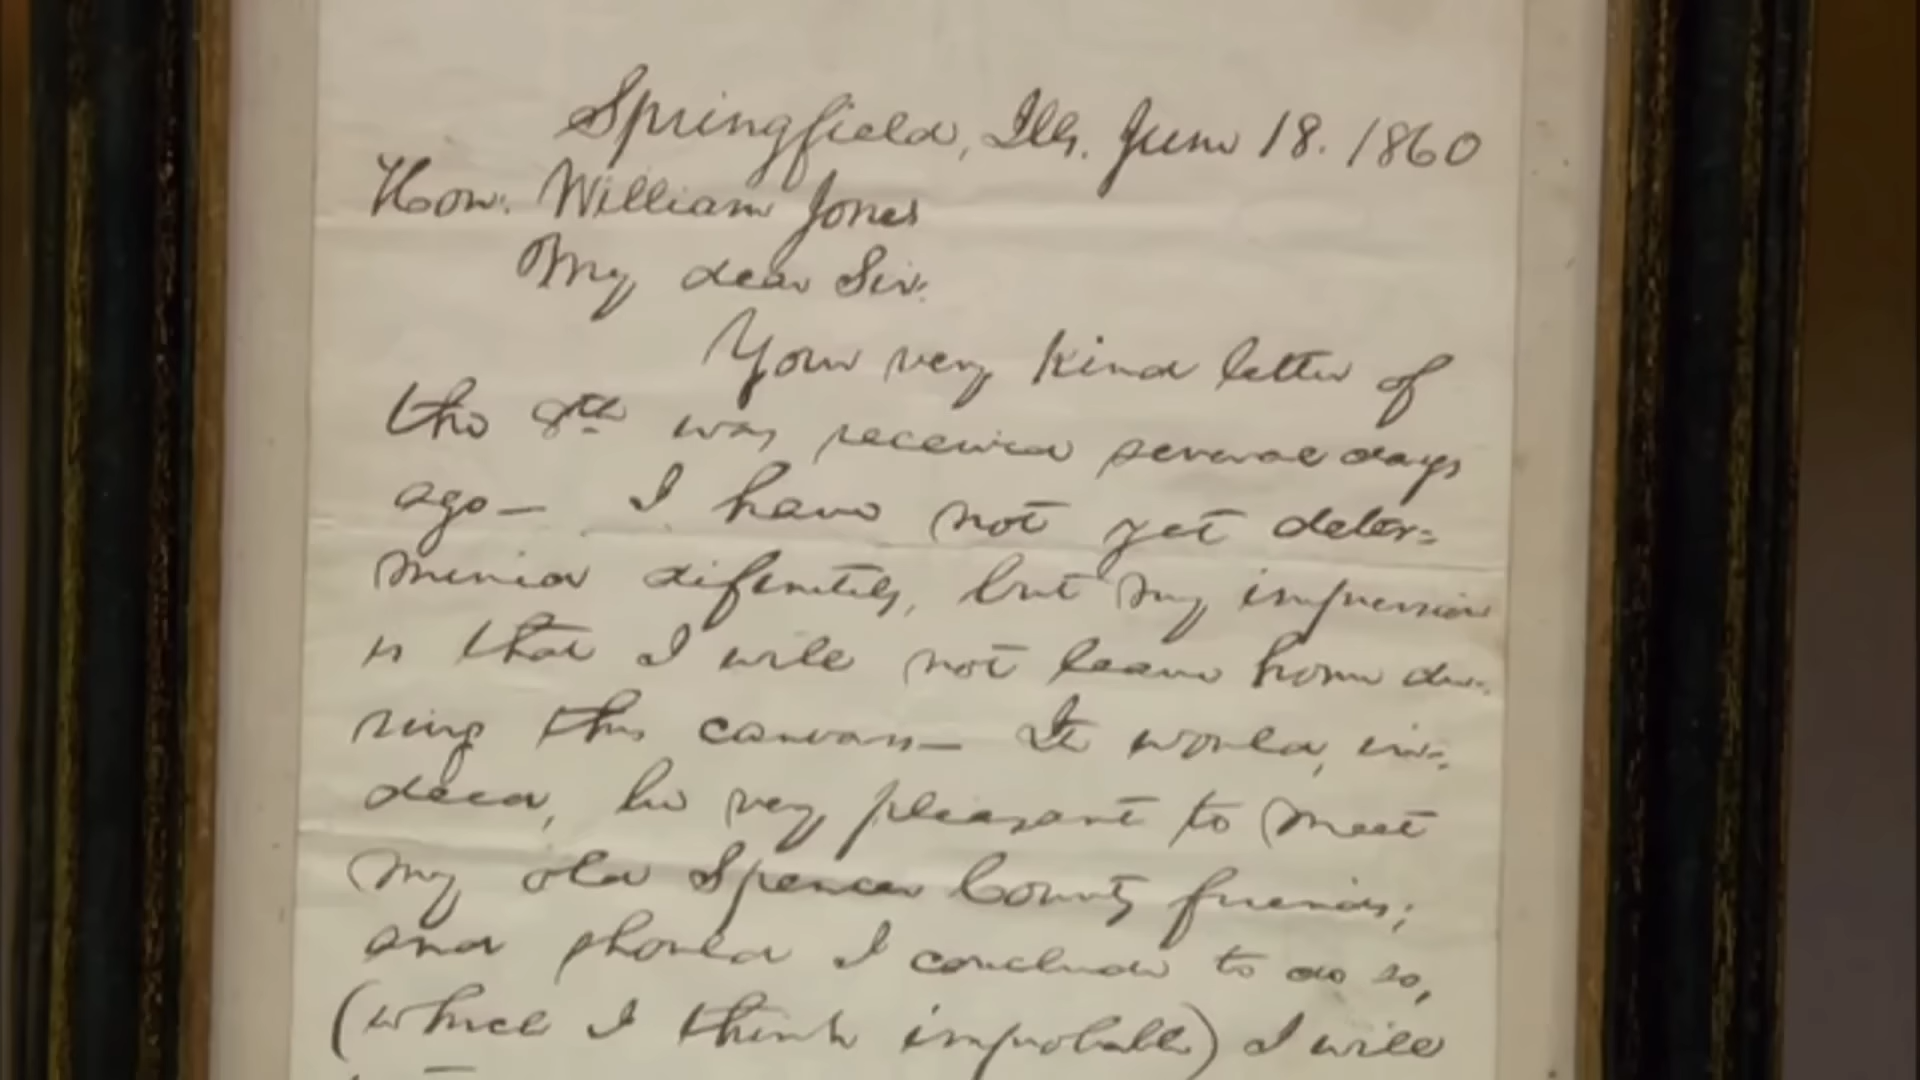 Springfield, Ills. June 18. 1860
Hon. William Jones
My dear Sir.
Your very kind letter of
the 8th was received several days
ago— I have not yet deter=
mined difinitely, but my impression
is that I will not leave home du=
ring this canvass— It would, in=
deed, be very pleasant to meet
my old Spencer County friends;
and should I conclude to do so,
(which I think improbable) I will